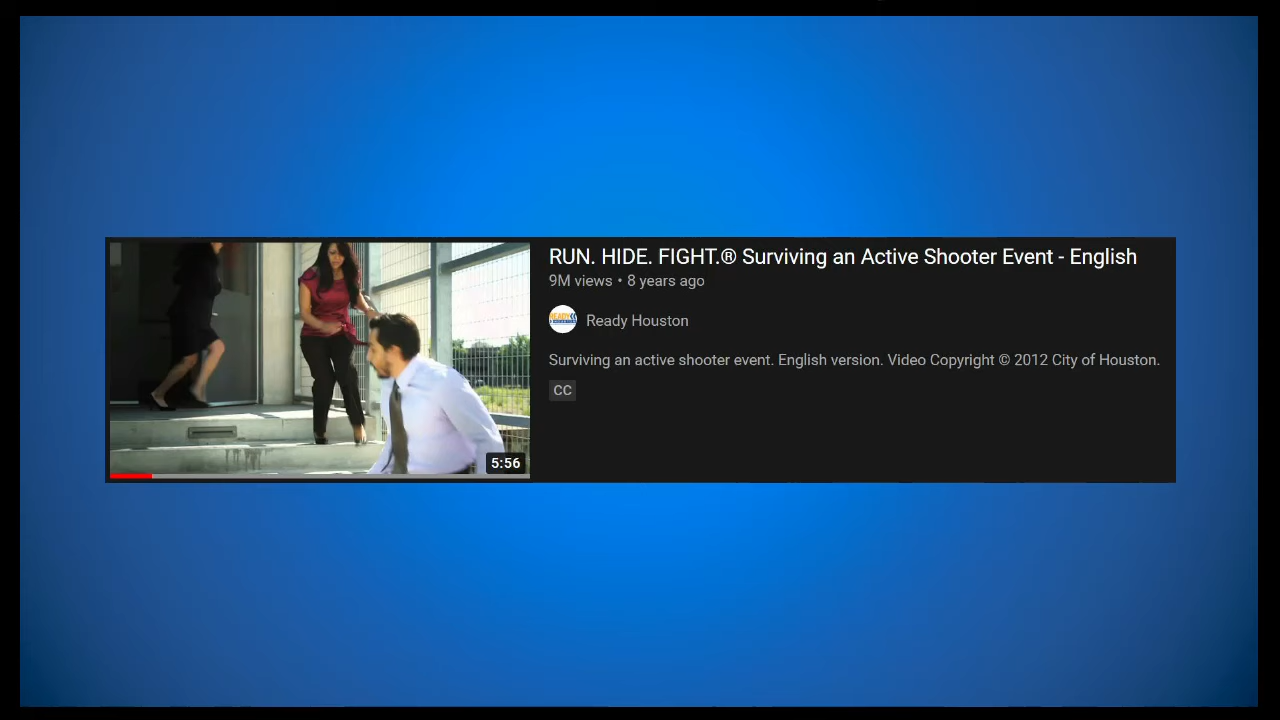 RUN. HIDE. FIGHT.® Surviving an Active Shooter Event - English
9M views • 8 years ago
READY
Ready Houston
Surviving an active shooter event. English version. Video Copyright © 2012 City of Houston.
CC
5:56